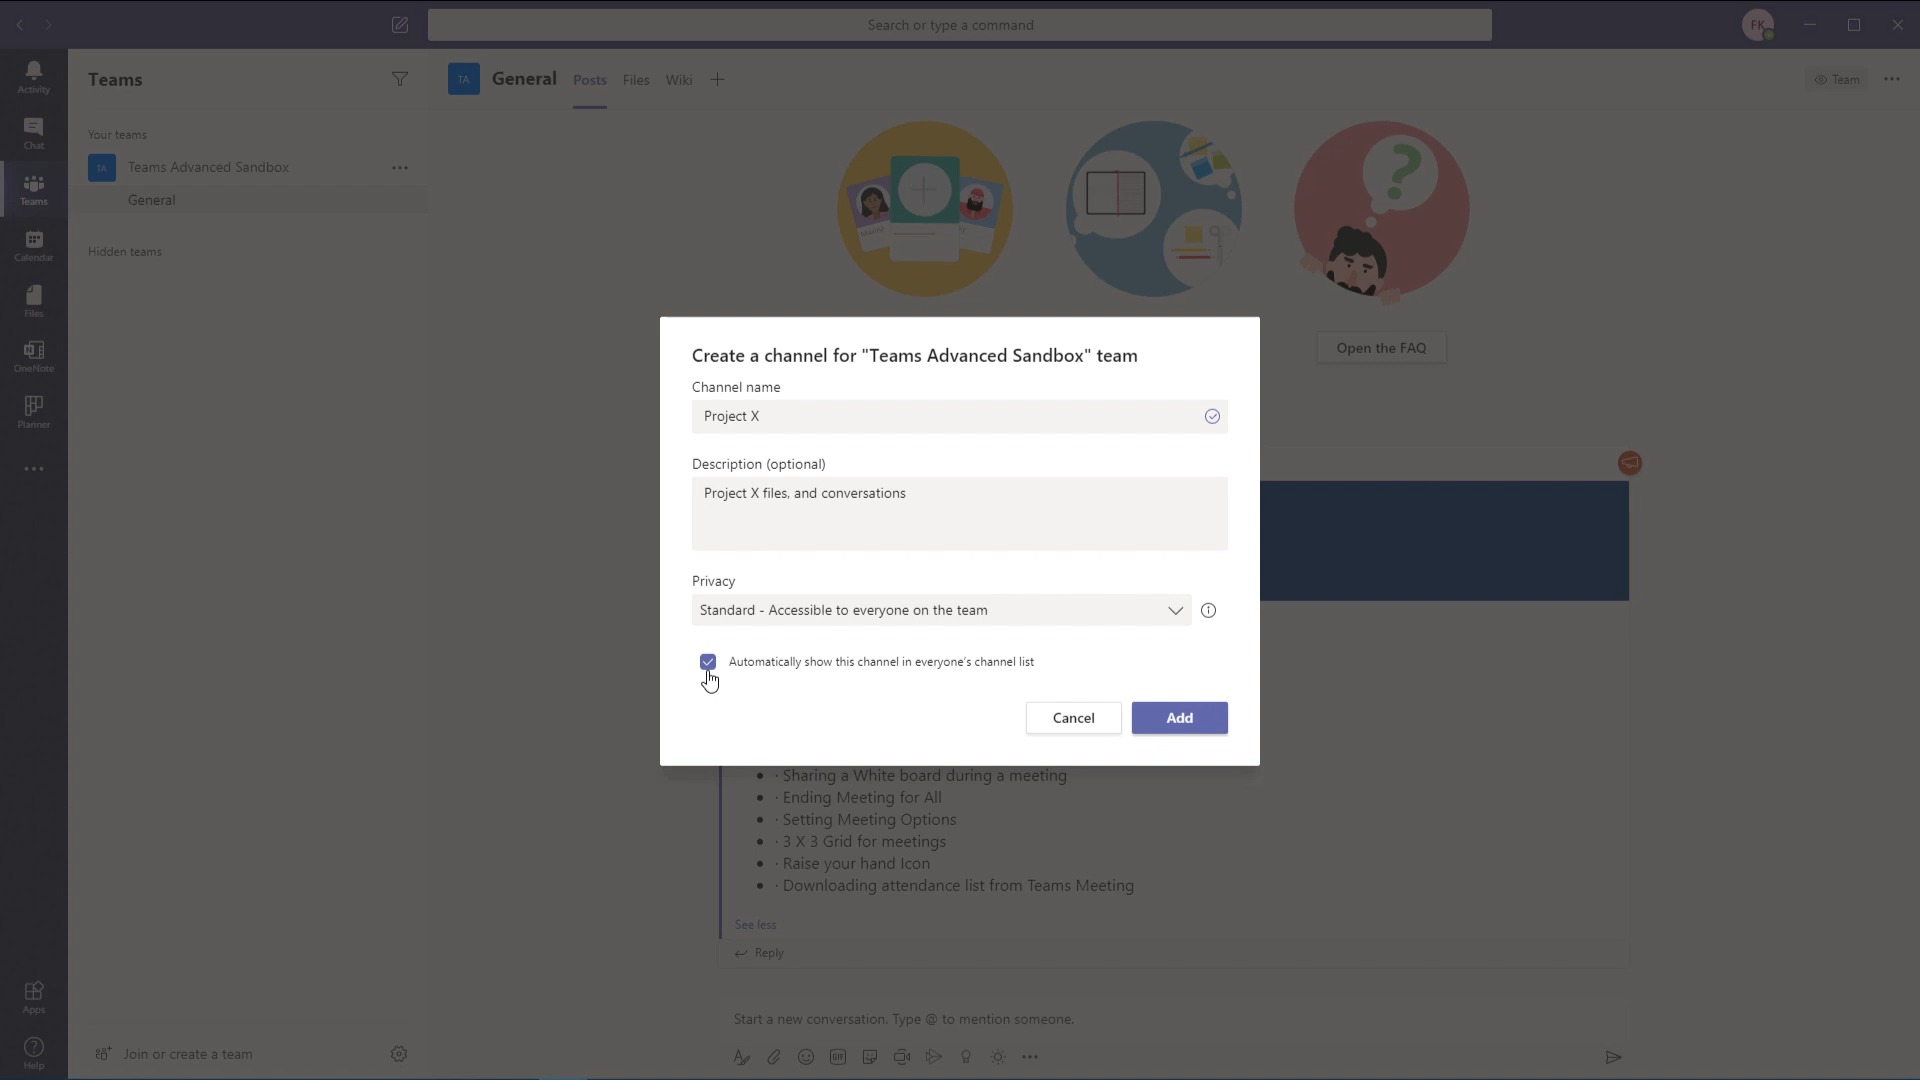 Search or type a command
FK
Activity
Chat
Teams
Calendar
Files
OneNote
Planner
Apps
Help
Teams
Your teams
TA Teams Advanced Sandbox
General
Hidden teams
Join or create a team
TA General Posts Files Wiki
Team
Open the FAQ
Create a channel for "Teams Advanced Sandbox" team
Channel name
Project X
Description (optional)
Project X files, and conversations
Privacy
Standard - Accessible to everyone on the team
Automatically show this channel in everyone's channel list
Cancel
Add
• · Sharing a White board during a meeting
• · Ending Meeting for All
• · Setting Meeting Options
• · 3 X 3 Grid for meetings
• · Raise your hand Icon
• · Downloading attendance list from Teams Meeting
See less
Reply
Start a new conversation. Type @ to mention someone.
GIF